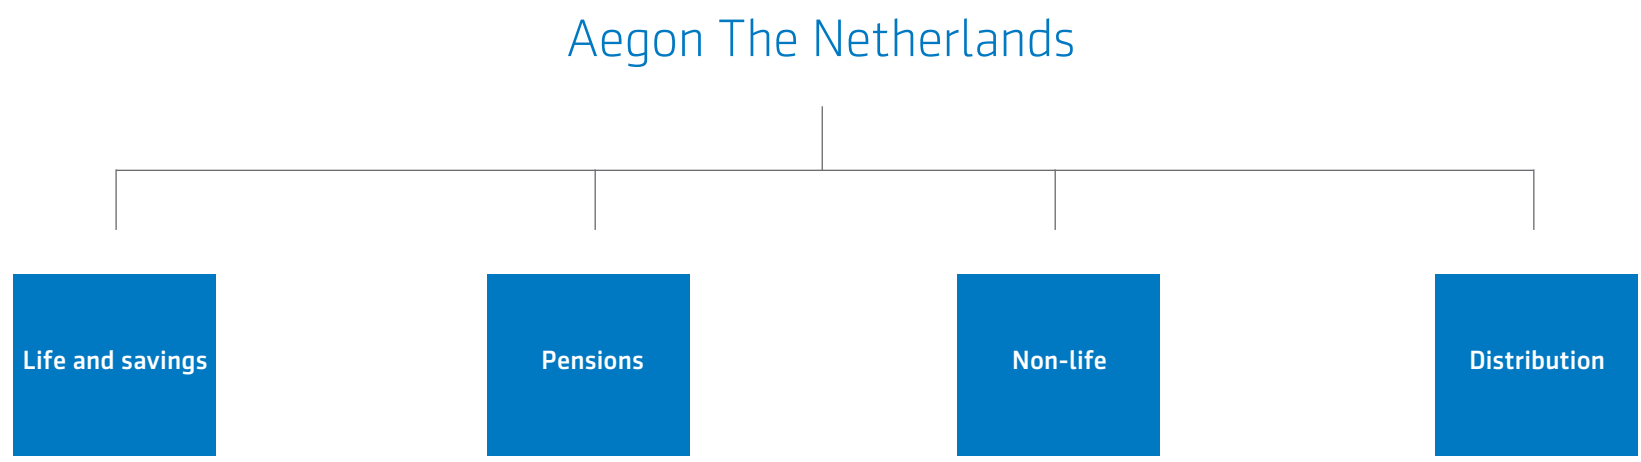 Aegon The Netherlands
Life and savings
Pensions
Non-life
Distribution